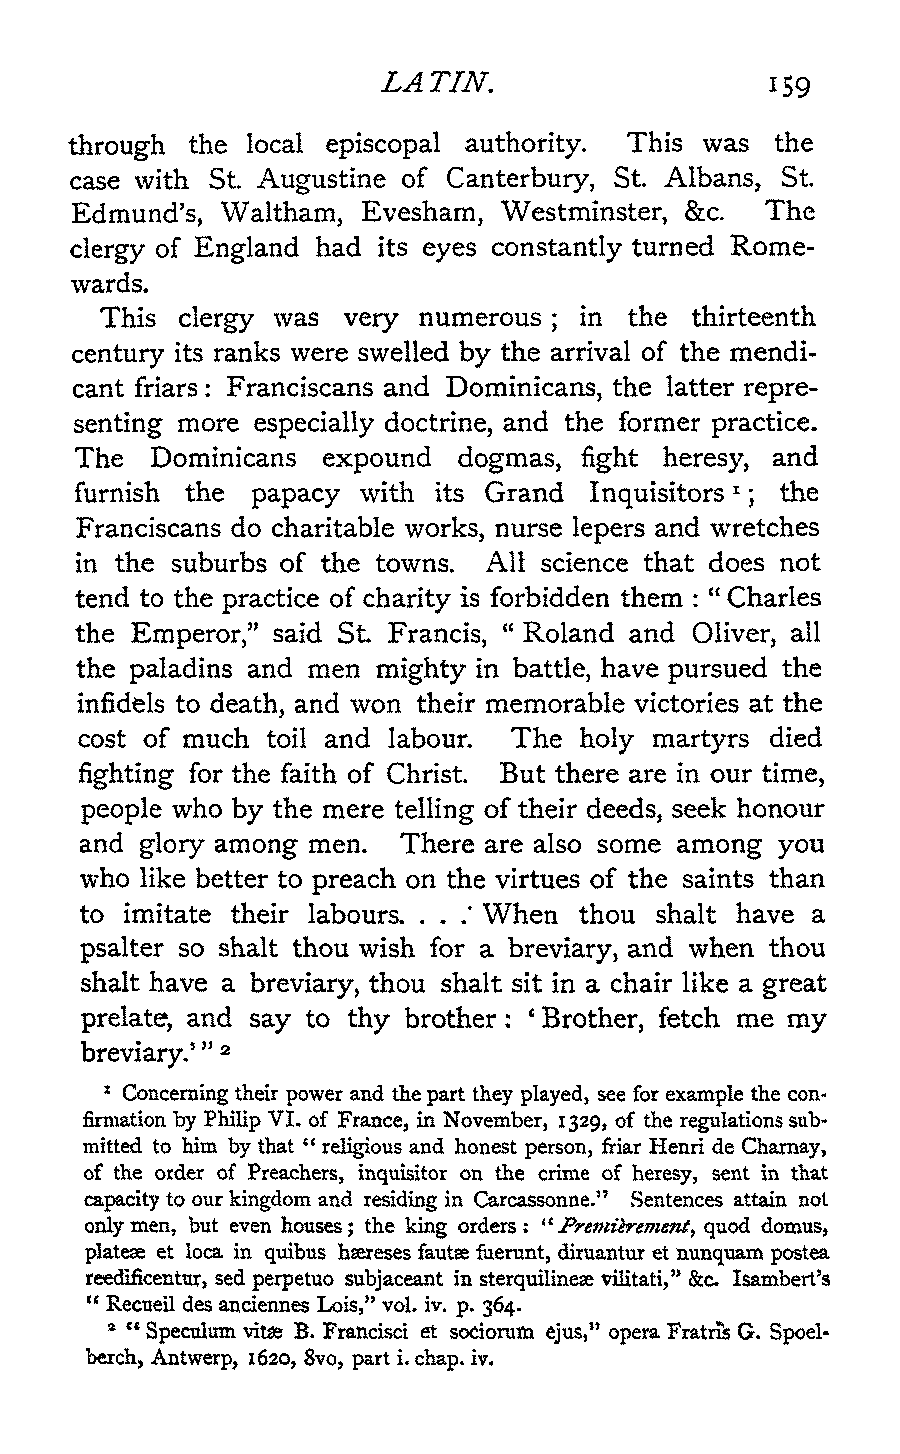 LATIN. 159
through the local episcopal authority. This was the
case with St. Augustine of Canterbury, St. Albans, St.
Edmund's, Waltham, Evesham, Westminster, &c. The
clergy of England had its eyes constantly turned Rome-
wards.
This clergy was very numerous ; in the thirteenth
century its ranks were swelled by the arrival of the mendi-
cant friars : Franciscans and Dominicans, the latter repre-
senting more especially doctrine, and the former practice.
The Dominicans expound dogmas, fight heresy, and
furnish the papacy with its Grand Inquisitors ¹ ; the
Franciscans do charitable works, nurse lepers and wretches
in the suburbs of the towns. All science that does not
tend to the practice of charity is forbidden them : " Charles
the Emperor," said St. Francis, " Roland and Oliver, all
the paladins and men mighty in battle, have pursued the
infidels to death, and won their memorable victories at the
cost of much toil and labour. The holy martyrs died
fighting for the faith of Christ. But there are in our time,
people who by the mere telling of their deeds, seek honour
and glory among men. There are also some among you
who like better to preach on the virtues of the saints than
to imitate their labours. . . . When thou shalt have a
psalter so shalt thou wish for a breviary, and when thou
shalt have a breviary, thou shalt sit in a chair like a great
prelate, and say to thy brother : ' Brother, fetch me my
breviary.' " ²
¹ Concerning their power and the part they played, see for example the con-
firmation by Philip VI. of France, in November, 1329, of the regulations sub-
mitted to him by that " religious and honest person, friar Henri de Charnay,
of the order of Preachers, inquisitor on the crime of heresy, sent in that
capacity to our kingdom and residing in Carcassonne." Sentences attain not
only men, but even houses ; the king orders : " Premièrement, quod domus,
plateæ et loca in quibus hæreses fautæ fuerunt, diruantur et nunquam postea
reedificentur, sed perpetuo subjaceant in sterquilineæ vilitati," &c. Isambert's
" Recueil des anciennes Lois," vol. iv. p. 364.
² " Speculum vitæ B. Francisci et sociorum ejus," opera Fratris G. Spoel-
berch, Antwerp, 1620, 8vo, part i. chap. iv.